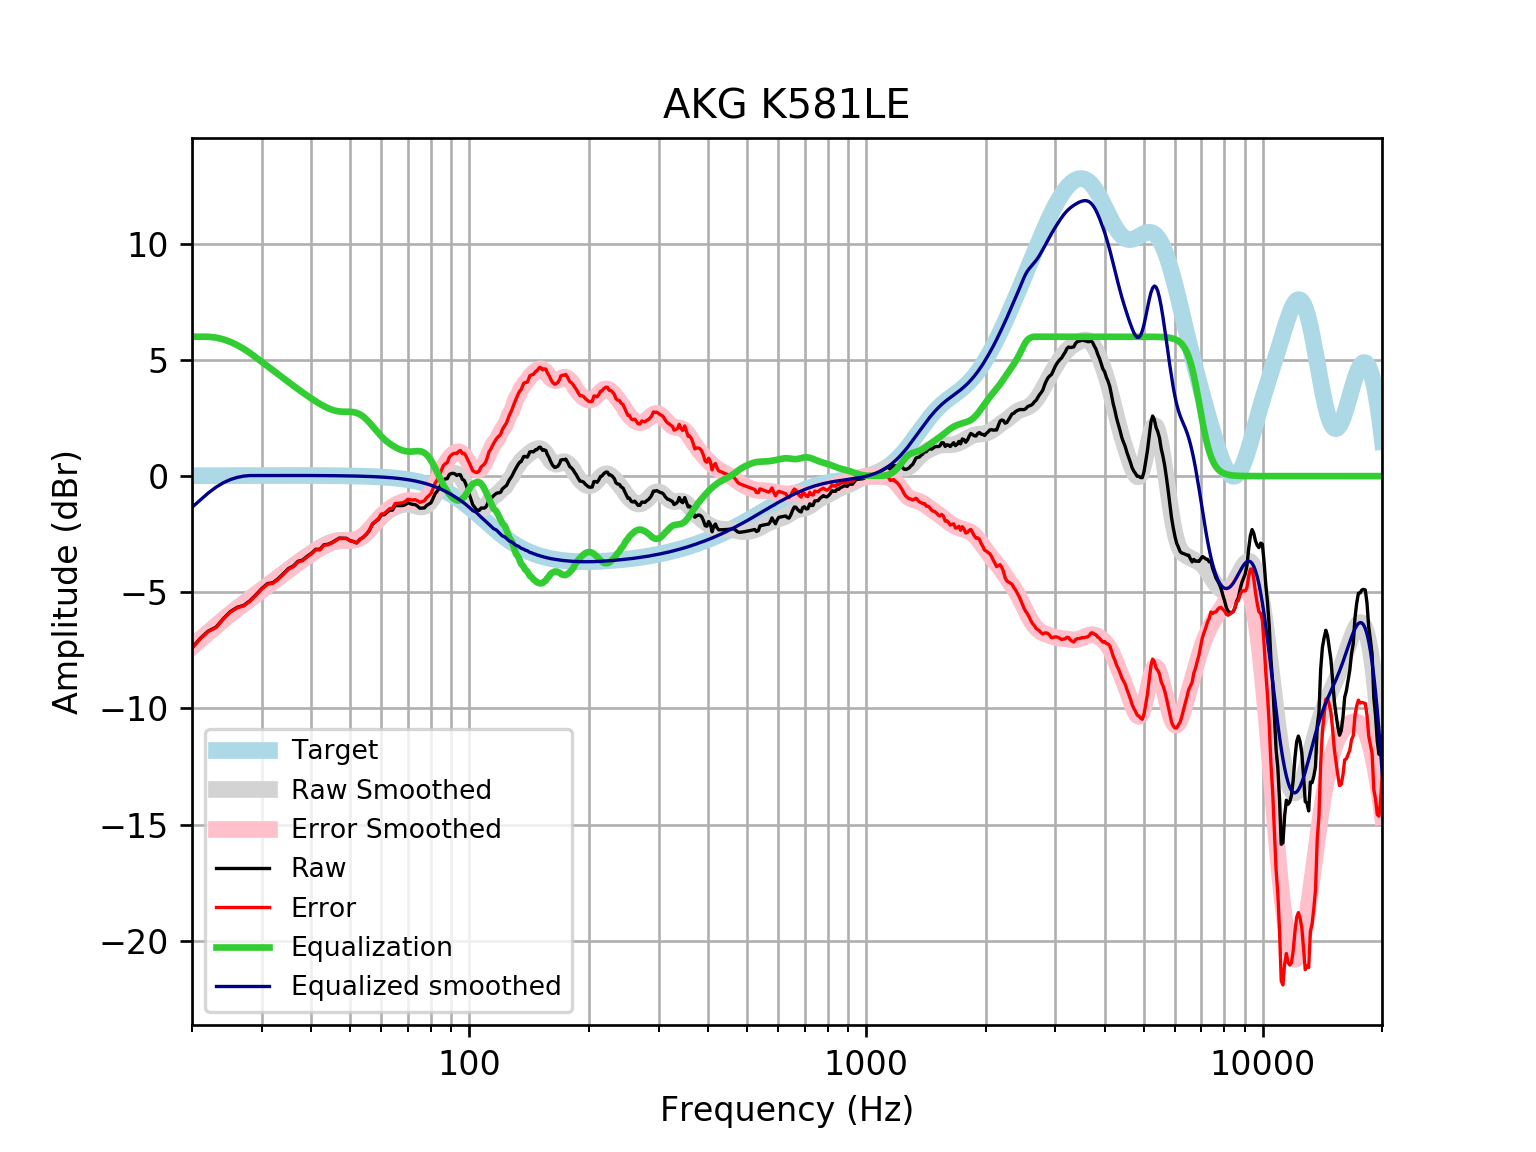 AKG K581LE
10
5
0
−5
−10
−15
−20
Amplitude (dBr)
Target
Raw Smoothed
Error Smoothed
Raw
Error
Equalization
Equalized smoothed
100
1000
10000
Frequency (Hz)